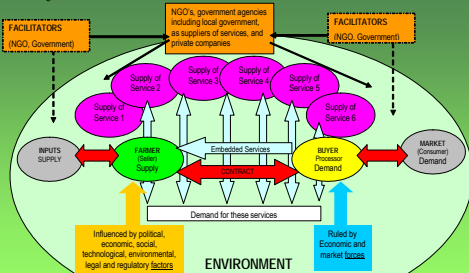 FACILITATORS
(NGO, Government)
NGO's, government agencies
including local government,
as suppliers of services, and
private companies
FACILITATORS
(NGO. Government)
Supply of
Service 1
Supply of
Service 2
Supply of
Service 3
Supply of
Service 4
Supply of
Service 5
Supply of
Service 6
INPUTS
SUPPLY
FARMER
(Seller)
Supply
Embedded Services
CONTRACT
BUYER
Processor
Demand
MARKET
(Consumer)
Demand
Demand for these services
Influenced by political,
economic, social,
technological, environmental,
legal and regulatory factors
Ruled by
Economic and
market forces
ENVIRONMENT